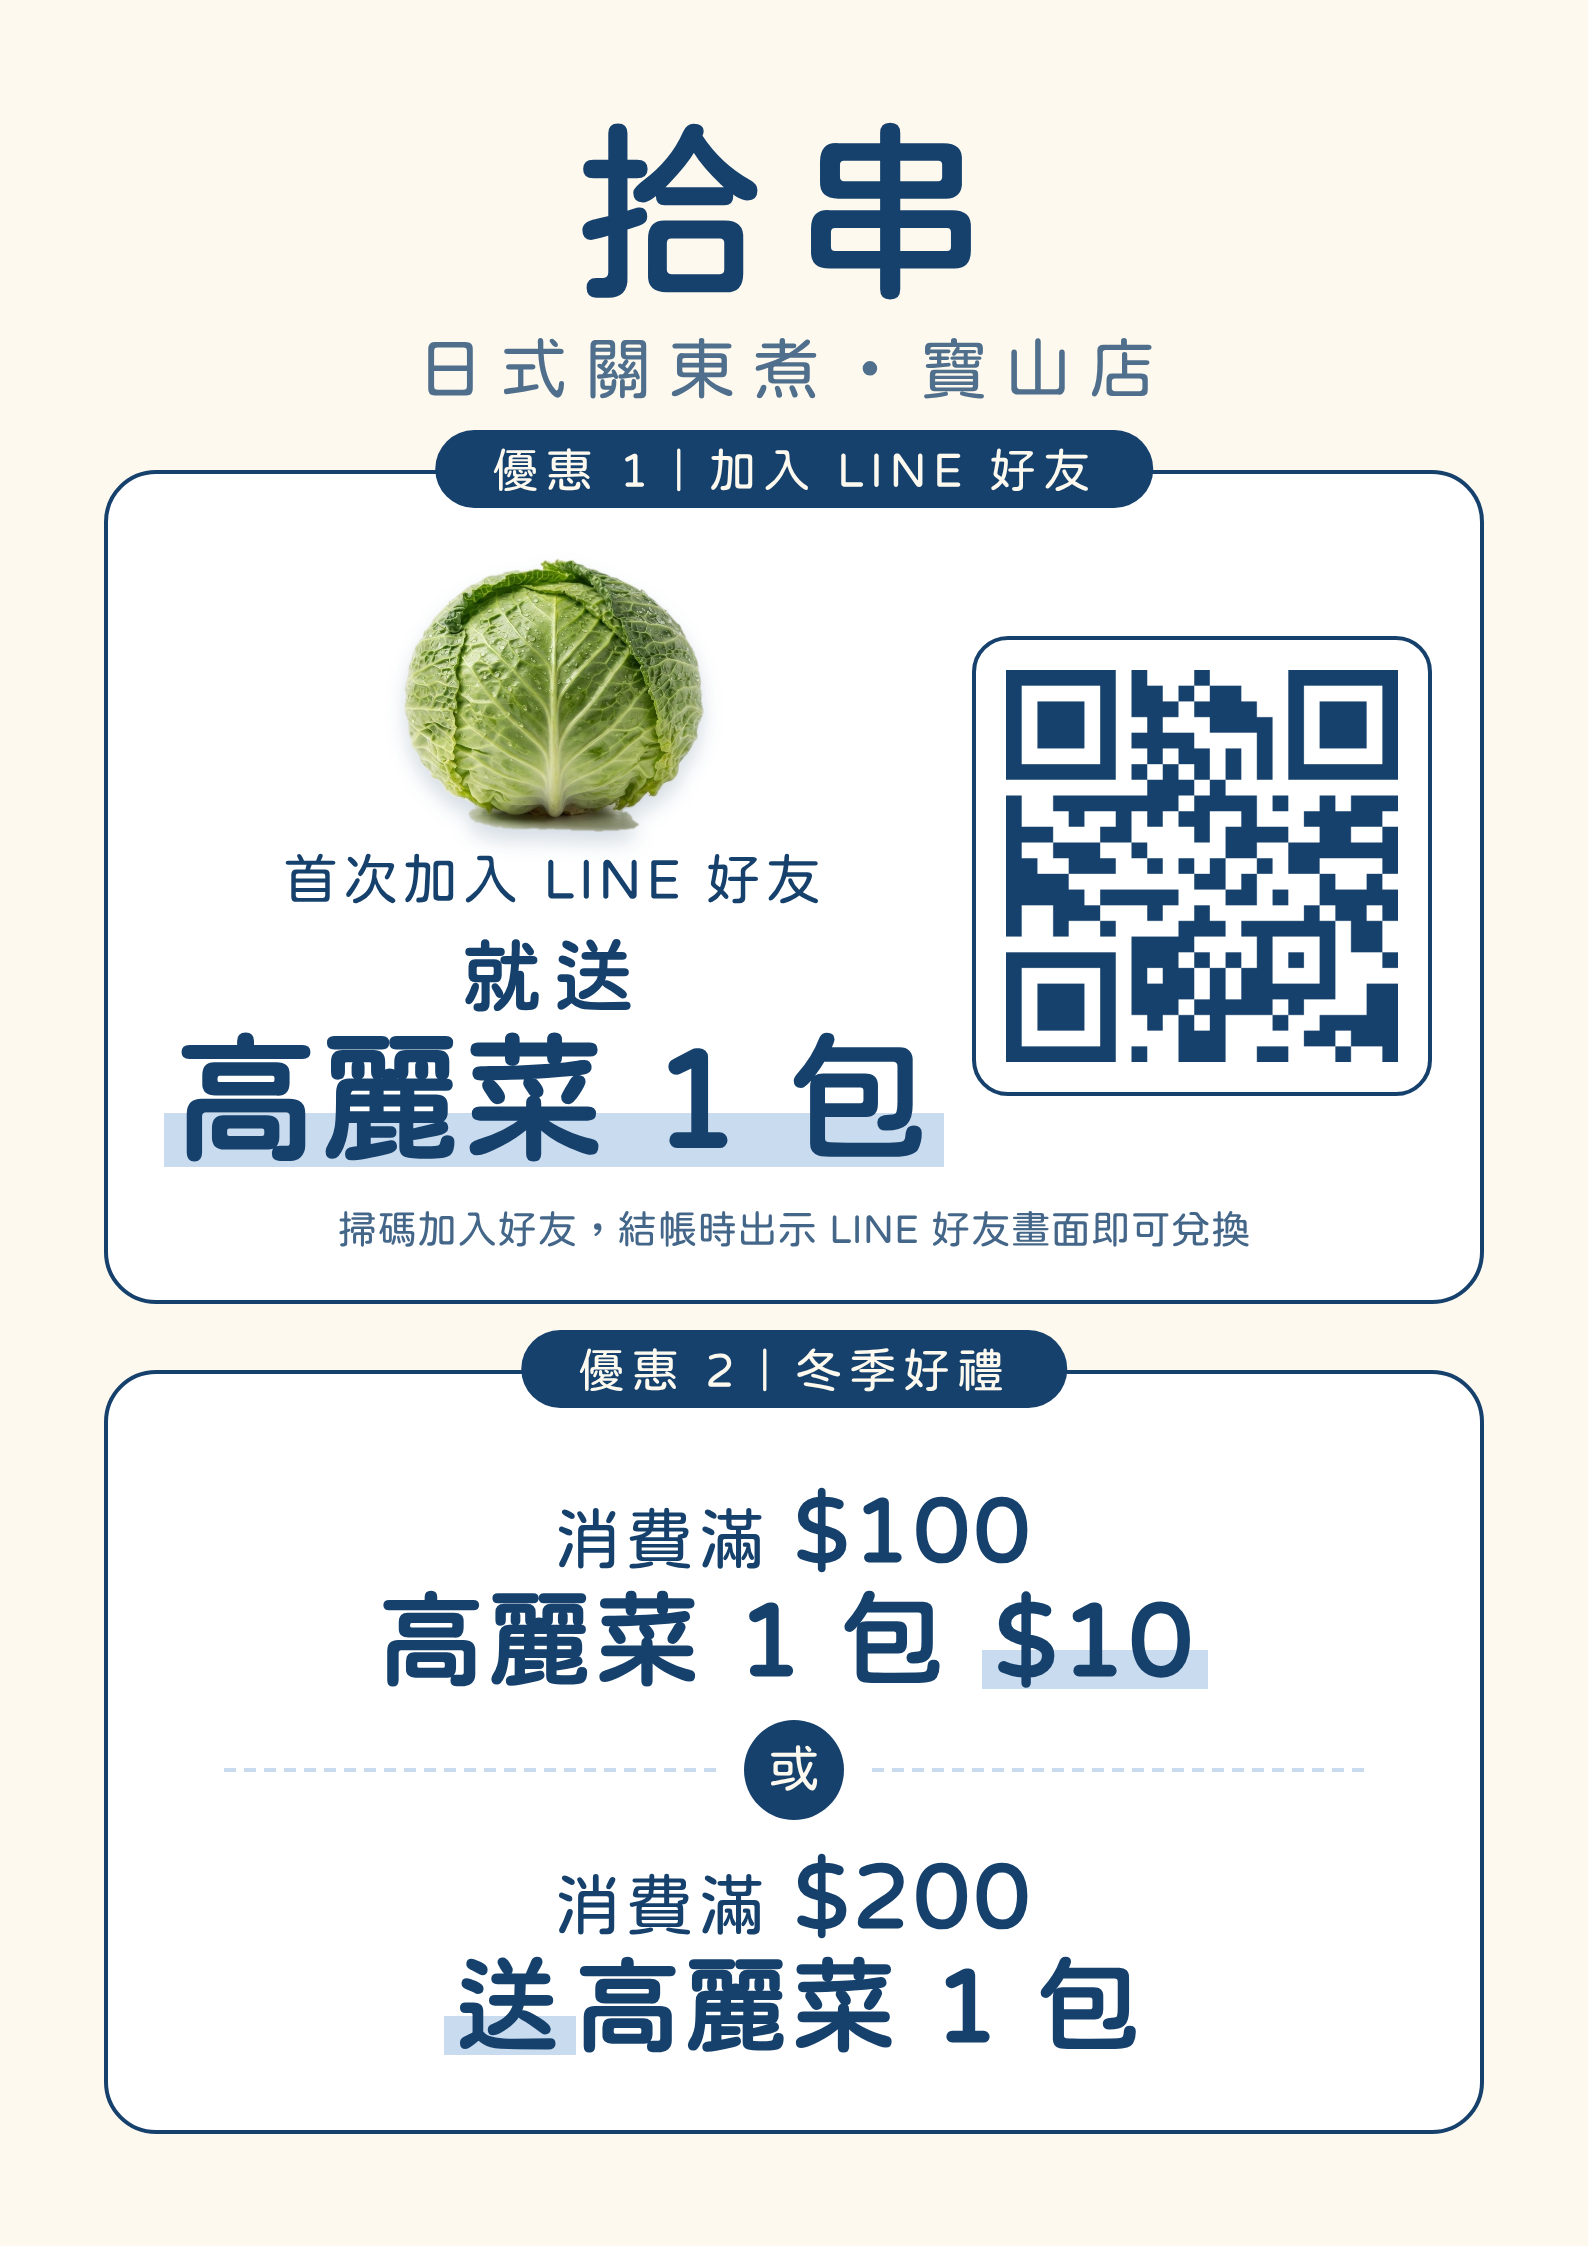 拾串
日式關東煮・寶山店
優惠 1｜加入 LINE 好友
首次加入 LINE 好友
就送
高麗菜 1 包
掃碼加入好友，結帳時出示 LINE 好友畫面即可兌換
優惠 2｜冬季好禮
消費滿 $100
高麗菜 1 包 $10
或
消費滿 $200
送高麗菜 1 包